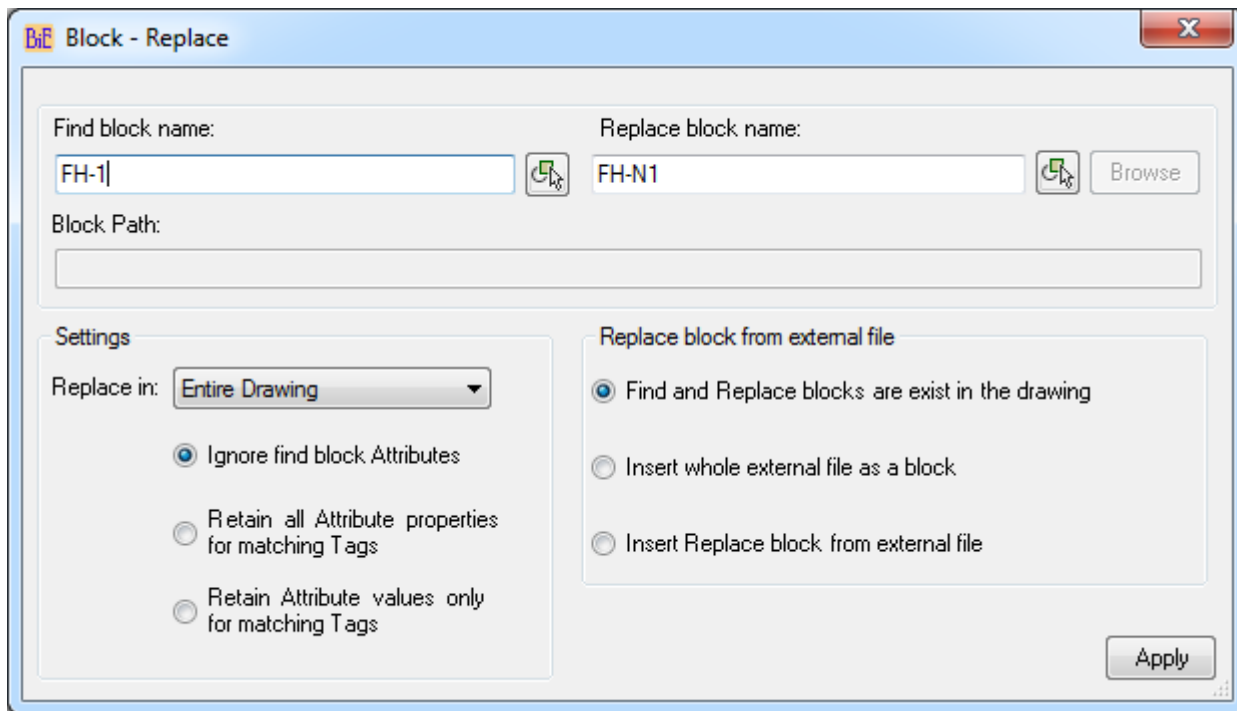 BiE Block - Replace
Find block name:
Replace block name:
FH-1
FH-N1
Browse
Block Path:
Settings
Replace in: Entire Drawing
Ignore find block Attributes
Retain all Attribute properties
for matching Tags
Retain Attribute values only
for matching Tags
Replace block from external file
Find and Replace blocks are exist in the drawing
Insert whole external file as a block
Insert Replace block from external file
Apply